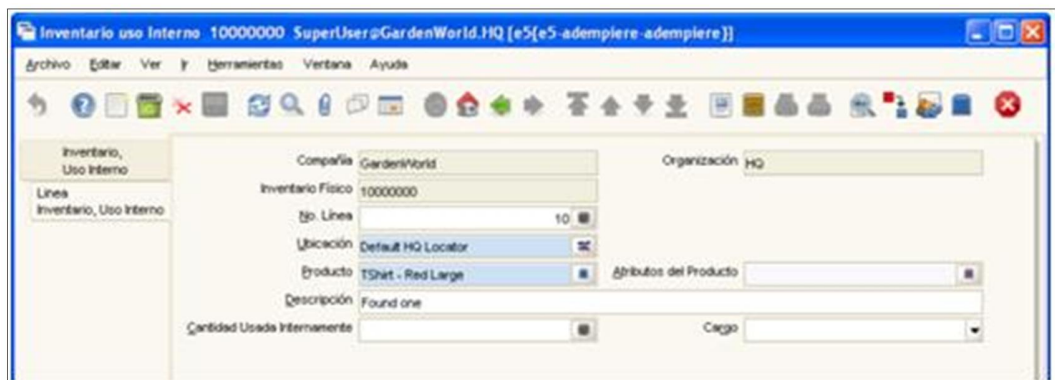 Inventario uso Interno 10000000 SuperUser@GardenWorld.HQ [e5{e5-adempiere-adempiere}]
Archivo Editar Ver Ir Herramientas Ventana Ayuda
Inventario,
Uso Interno
Linea
Inventario, Uso Interno
Compañía GardenWorld Organización HQ
Inventario Físico 10000000
No. Línea 10
Ubicación Default HQ Locator
Producto TShirt - Red Large Atributos del Producto
Descripción Found one
Cantidad Usada Internamente Cargo